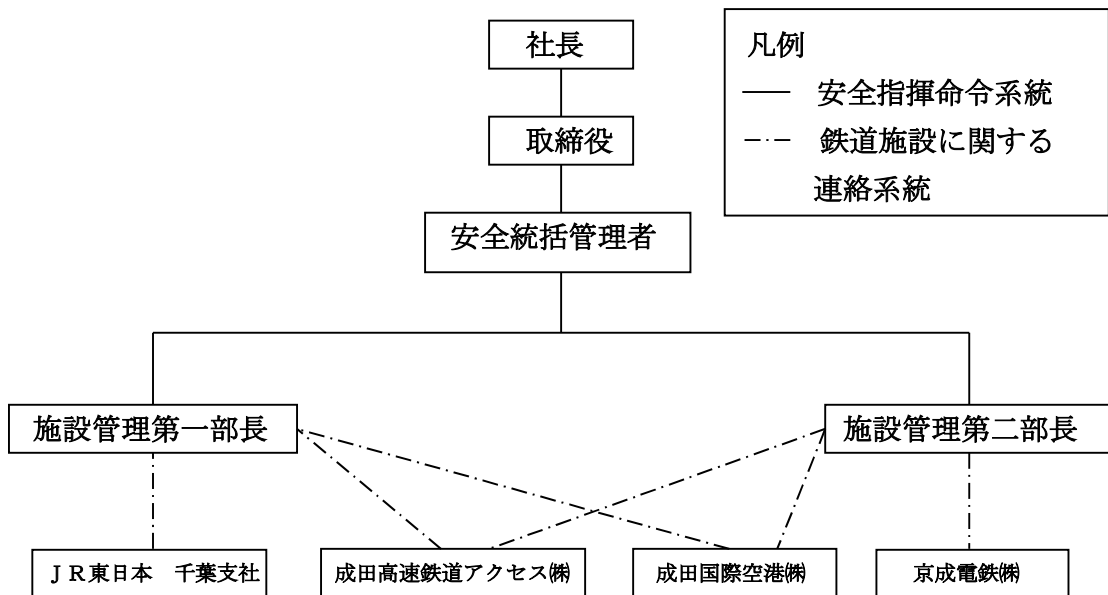 社長
凡例
安全指揮命令系統
取締役
鉄道施設に関する
連絡系統
安全統括管理者
施設管理第一部長
施設管理第二部長
ＪＲ東日本　千葉支社
成田高速鉄道アクセス㈱
成田国際空港㈱
京成電鉄㈱